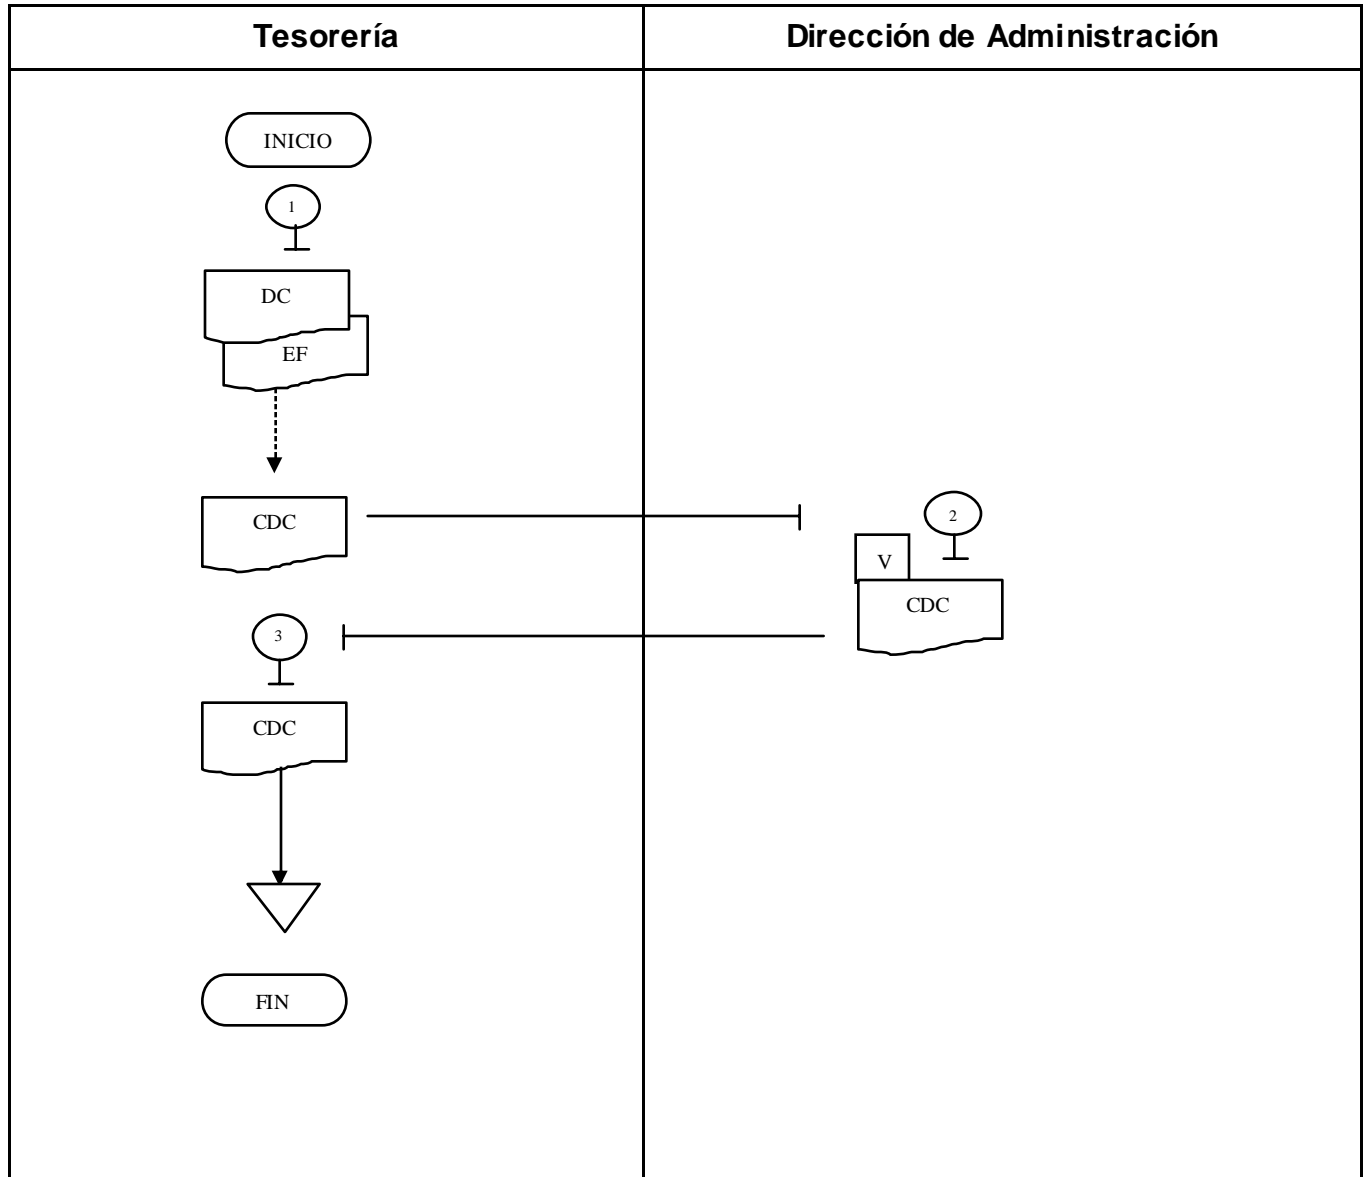 Tesorería
Dirección de Administración
INICIO
1
DC
EF
CDC
2
V
CDC
3
CDC
FIN